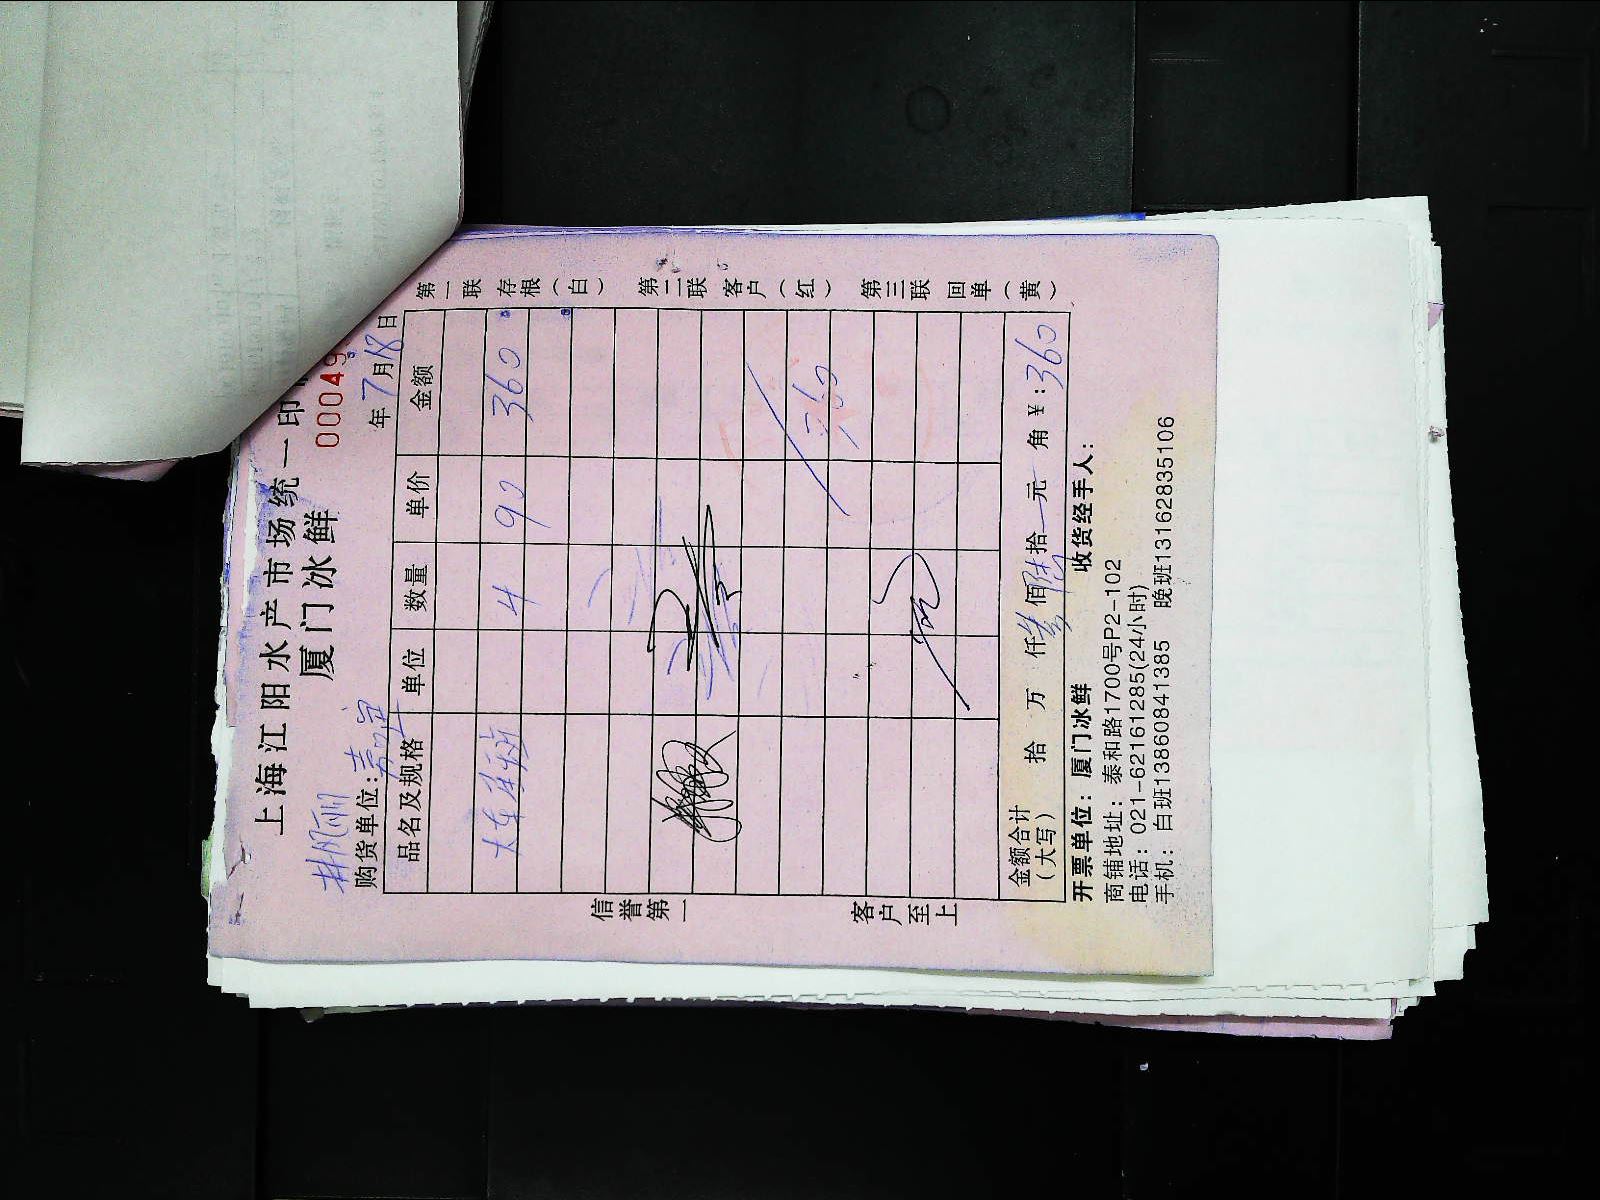 上海江阳水产市场统一印
厦门冰鲜
00049
购货单位:
年7月18日
品名及规格 单位 数量 单价 金额
4 90 360
360
金额合计
(大写) 拾 万 仟 佰 拾 元 角 ¥:360
开票单位: 厦门冰鲜 收货经手人:
商铺地址: 泰和路1700号P2-102
电话: 021-62161285(24小时)
手机: 白班13860841385 晚班13162835106
第一联 存根(白) 第二联 客户(红) 第三联 回单(黄)
信誉第一 客户至上